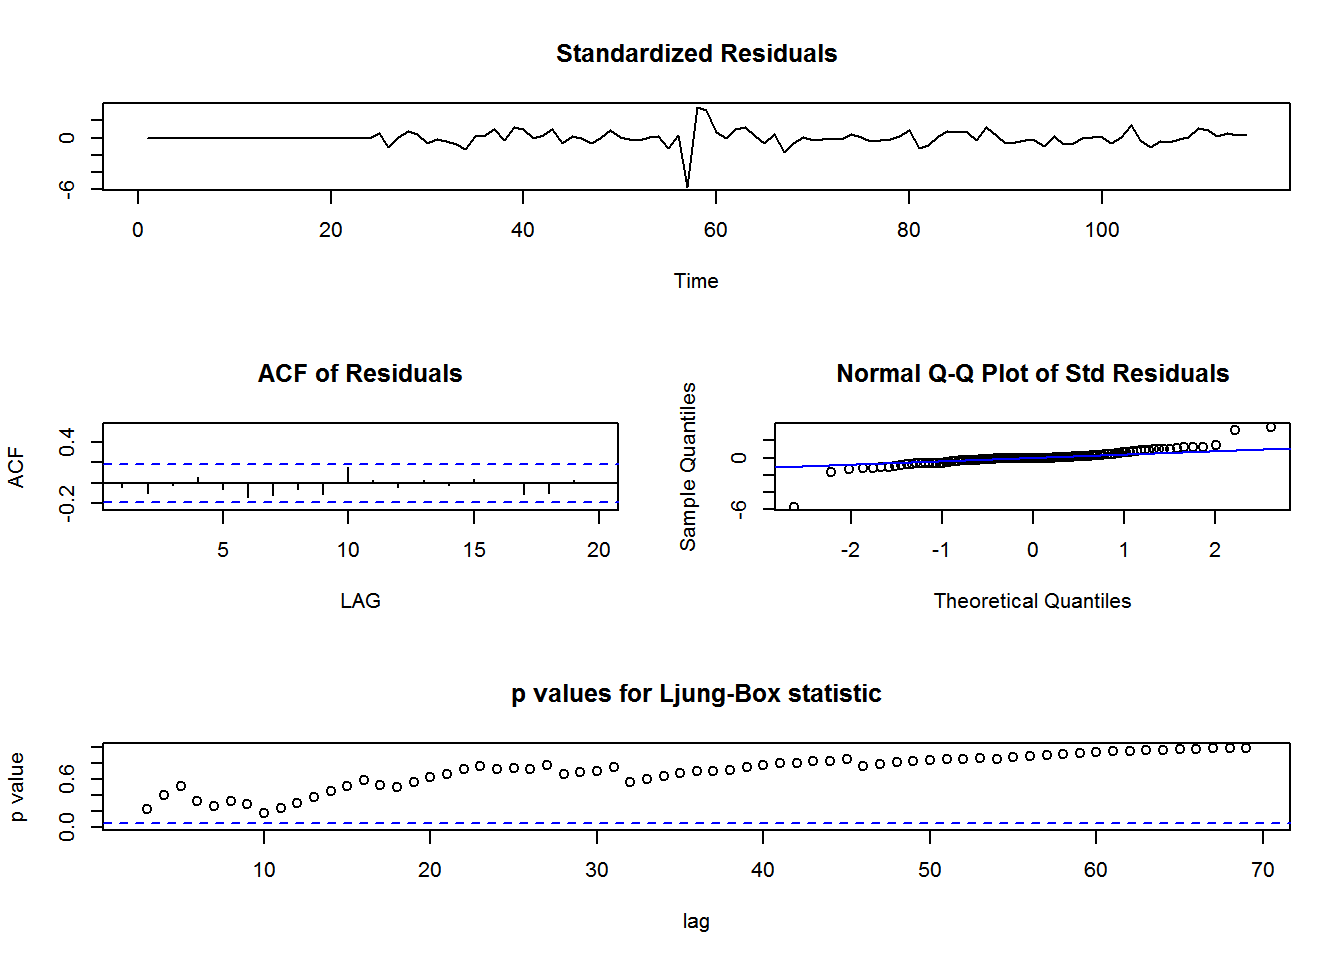 Standardized Residuals
0
-6
0 20 40 60 80 100
Time
ACF of Residuals
ACF
0.4
-0.2
5 10 15 20
LAG
Normal Q-Q Plot of Std Residuals
Sample Quantiles
0
-6
-2 -1 0 1 2
Theoretical Quantiles
p values for Ljung-Box statistic
p value
0.6
0.0
10 20 30 40 50 60 70
lag